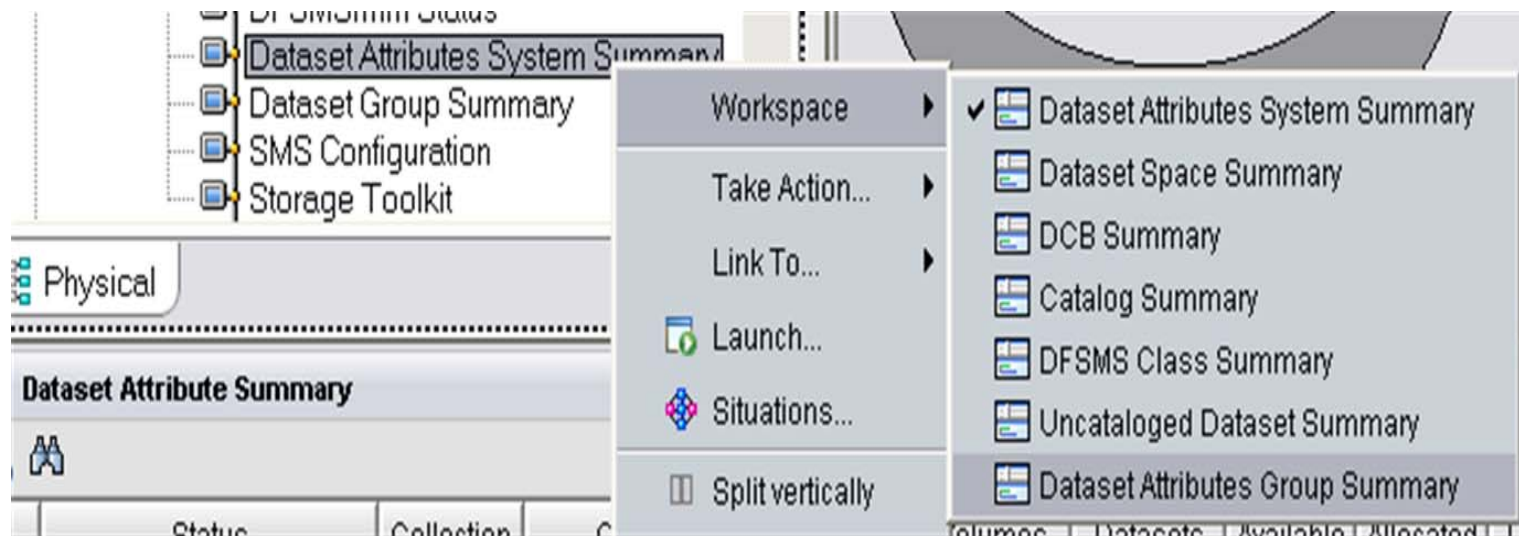 DFSMSrmm Status
Dataset Attributes System Summary
Dataset Group Summary
SMS Configuration
Storage Toolkit
Physical
Dataset Attribute Summary
Status Collection
Workspace
Take Action...
Link To...
Launch...
Situations...
Split vertically
Dataset Attributes System Summary
Dataset Space Summary
DCB Summary
Catalog Summary
DFSMS Class Summary
Uncataloged Dataset Summary
Dataset Attributes Group Summary
Volumes Datasets Available Allocated